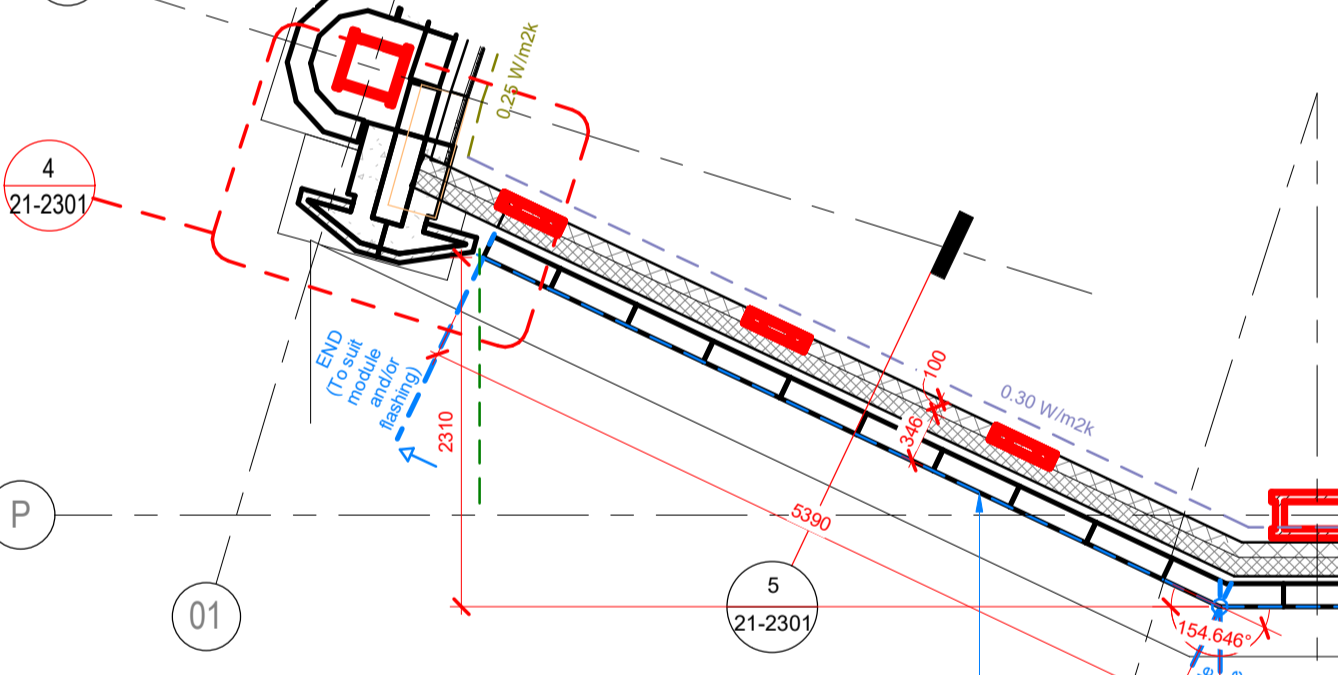 0.25 W/m2k
4
21-2301
END
(To suit
module
and/or
flashing)
2310
100
346
0.30 W/m2k
P
5390
01
5
21-2301
154.646°